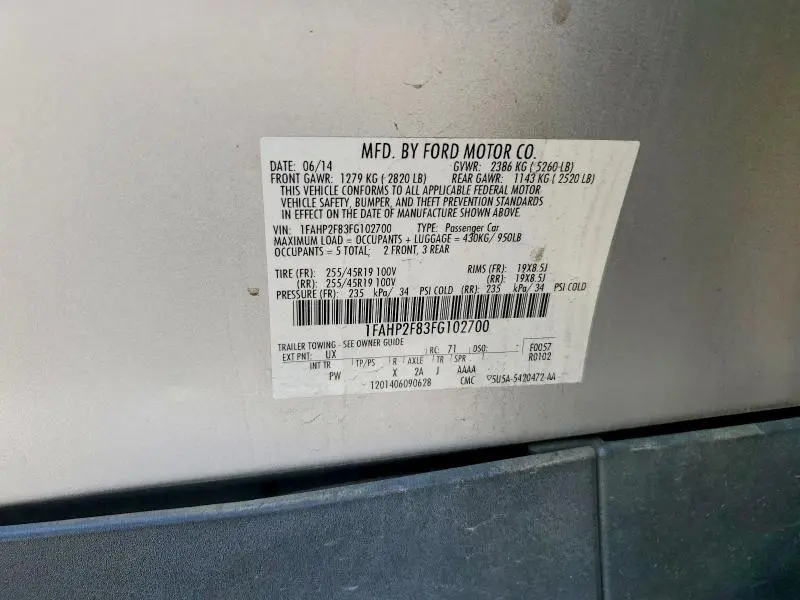 MFD. BY FORD MOTOR CO.
DATE: 06/14 GVWR: 2386 KG ( 5260 LB)
FRONT GAWR: 1279 KG ( 2820 LB) REAR GAWR: 1143 KG ( 2520 LB)
THIS VEHICLE CONFORMS TO ALL APPLICABLE FEDERAL MOTOR
VEHICLE SAFETY, BUMPER, AND THEFT PREVENTION STANDARDS
IN EFFECT ON THE DATE OF MANUFACTURE SHOWN ABOVE.
VIN: 1FAHP2F83FG102700 TYPE: Passenger Car
MAXIMUM LOAD = OCCUPANTS + LUGGAGE = 430KG/ 950LB
OCCUPANTS = 5 TOTAL; 2 FRONT, 3 REAR
TIRE (FR): 255/45R19 100V RIMS (FR): 19X8.5J
(RR): 255/45R19 100V (RR): 19X8.5J
PRESSURE (FR): 235 kPa/ 34 PSI COLD (RR): 235 kPa/ 34 PSI COLD
1FAHP2F83FG102700
TRAILER TOWING - SEE OWNER GUIDE
EXT PNT: UX RC: 71 DSO: F0057
INT TR TP/PS R AXLE TR SPR R0102
PW X 2A J AAAA
1201406090628 CMC 5U5A-5420472-AA